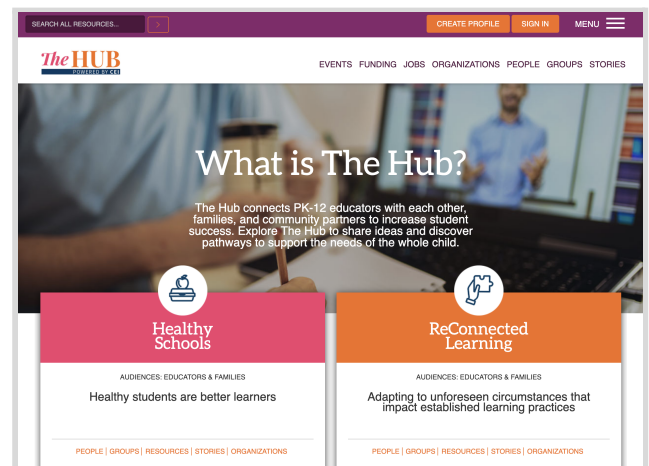 SEARCH ALL RESOURCES...
>
CREATE PROFILE
SIGN IN
MENU
The HUB
POWERED BY CEI
EVENTS FUNDING JOBS ORGANIZATIONS PEOPLE GROUPS STORIES
What is The Hub?
The Hub connects PK-12 educators with each other,
families, and community partners to increase student
success. Explore The Hub to share ideas and discover
pathways to support the needs of the whole child.
Healthy
Schools
AUDIENCES: EDUCATORS & FAMILIES
Healthy students are better learners
PEOPLE | GROUPS | RESOURCES | STORIES | ORGANIZATIONS
ReConnected
Learning
AUDIENCES: EDUCATORS & FAMILIES
Adapting to unforeseen circumstances that
impact established learning practices
PEOPLE | GROUPS | RESOURCES | STORIES | ORGANIZATIONS